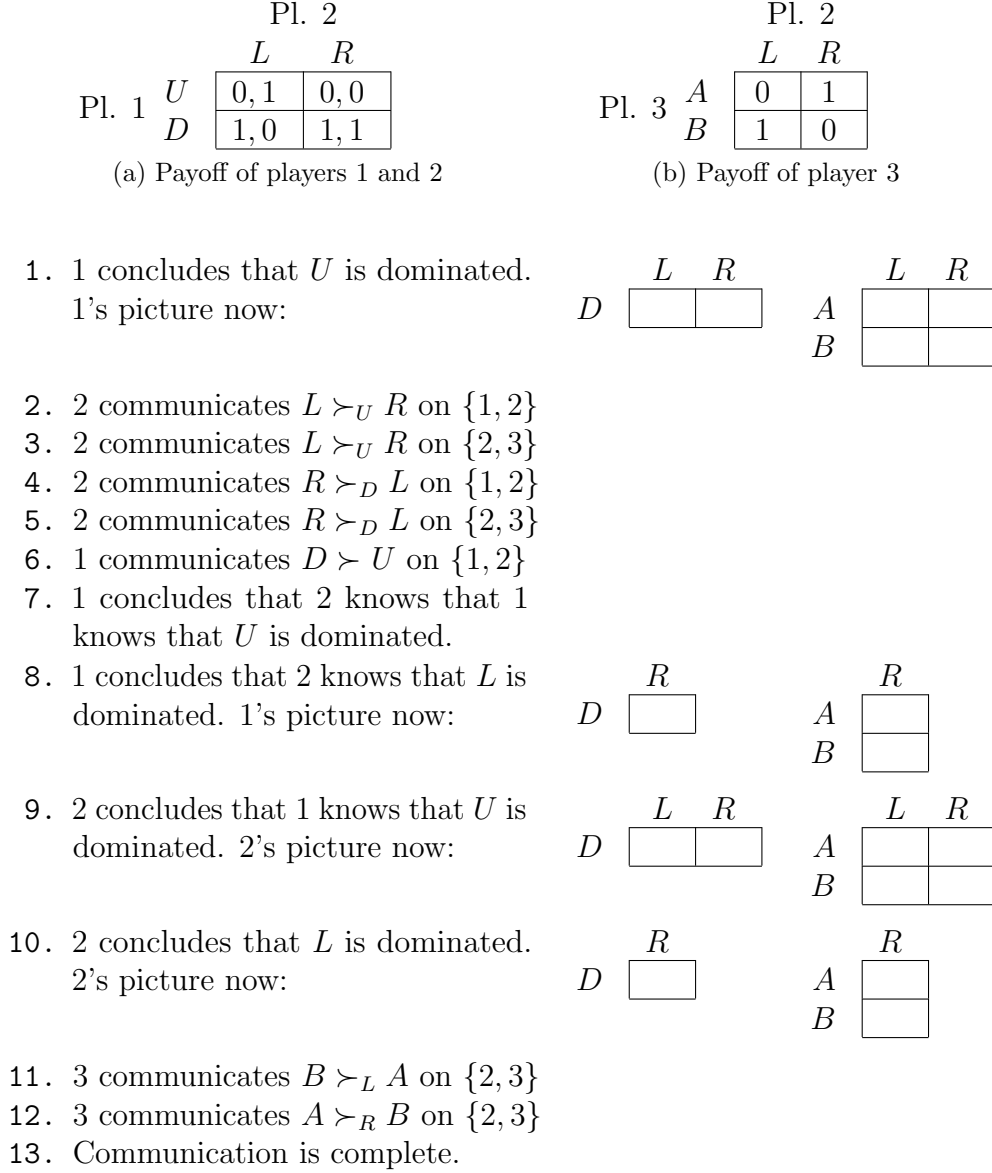 Pl. 2 Pl. 2
L R L R
Pl. 1 U 0, 1 0, 0 Pl. 3 A 0 1
D 1, 0 1, 1 B 1 0
(a) Payoff of players 1 and 2 (b) Payoff of player 3
1. 1 concludes that U is dominated. L R L R
1's picture now: D A
B
2. 2 communicates L ≻_U R on {1, 2}
3. 2 communicates L ≻_U R on {2, 3}
4. 2 communicates R ≻_D L on {1, 2}
5. 2 communicates R ≻_D L on {2, 3}
6. 1 communicates D ≻ U on {1, 2}
7. 1 concludes that 2 knows that 1
knows that U is dominated.
8. 1 concludes that 2 knows that L is R R
dominated. 1's picture now: D A
B
9. 2 concludes that 1 knows that U is L R L R
dominated. 2's picture now: D A
B
10. 2 concludes that L is dominated. R R
2's picture now: D A
B
11. 3 communicates B ≻_L A on {2, 3}
12. 3 communicates A ≻_R B on {2, 3}
13. Communication is complete.